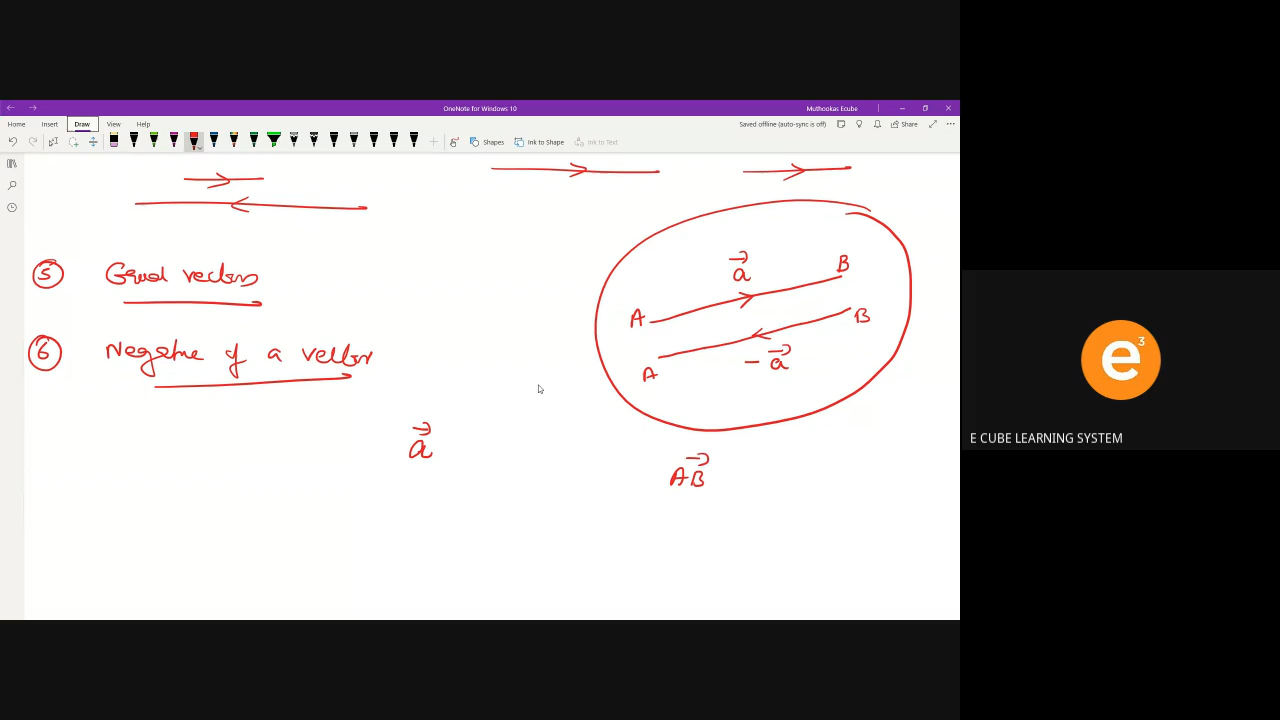 OneNote for Windows 10
Muthookas Ecube
Home Insert Draw View Help
Saved offline (auto-sync is off)
Share
Shapes
Ink to Shape
Ink to Text
5 Equal vectors
6 Negative of a vector
a
A B
a
A B
- a
a
AB
e3
E CUBE LEARNING SYSTEM